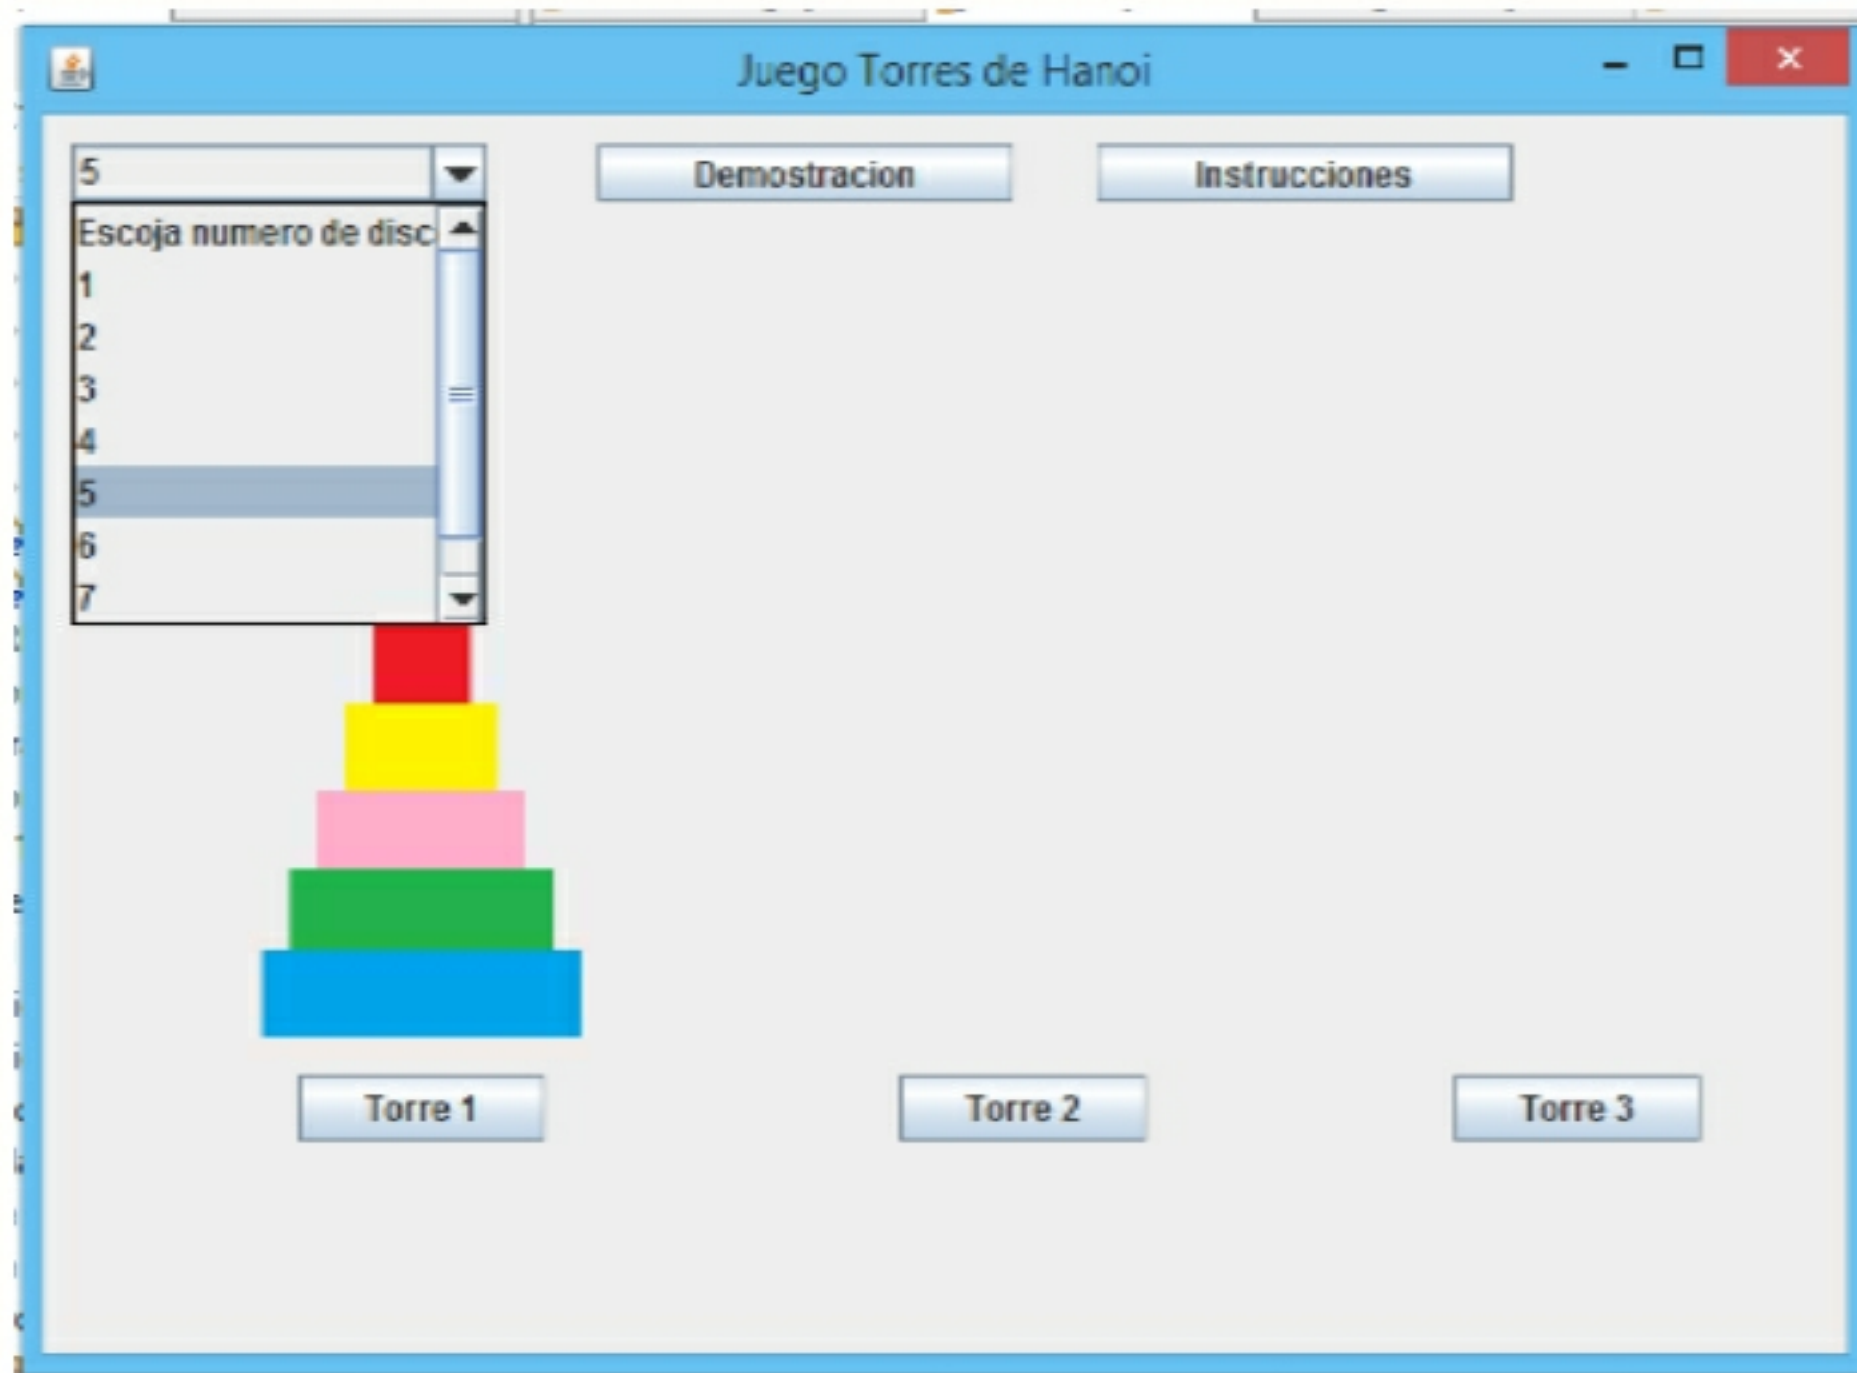 Juego Torres de Hanoi
5
Demostracion
Instrucciones
Escoja numero de disc
1
2
3
4
5
6
7
Torre 1
Torre 2
Torre 3